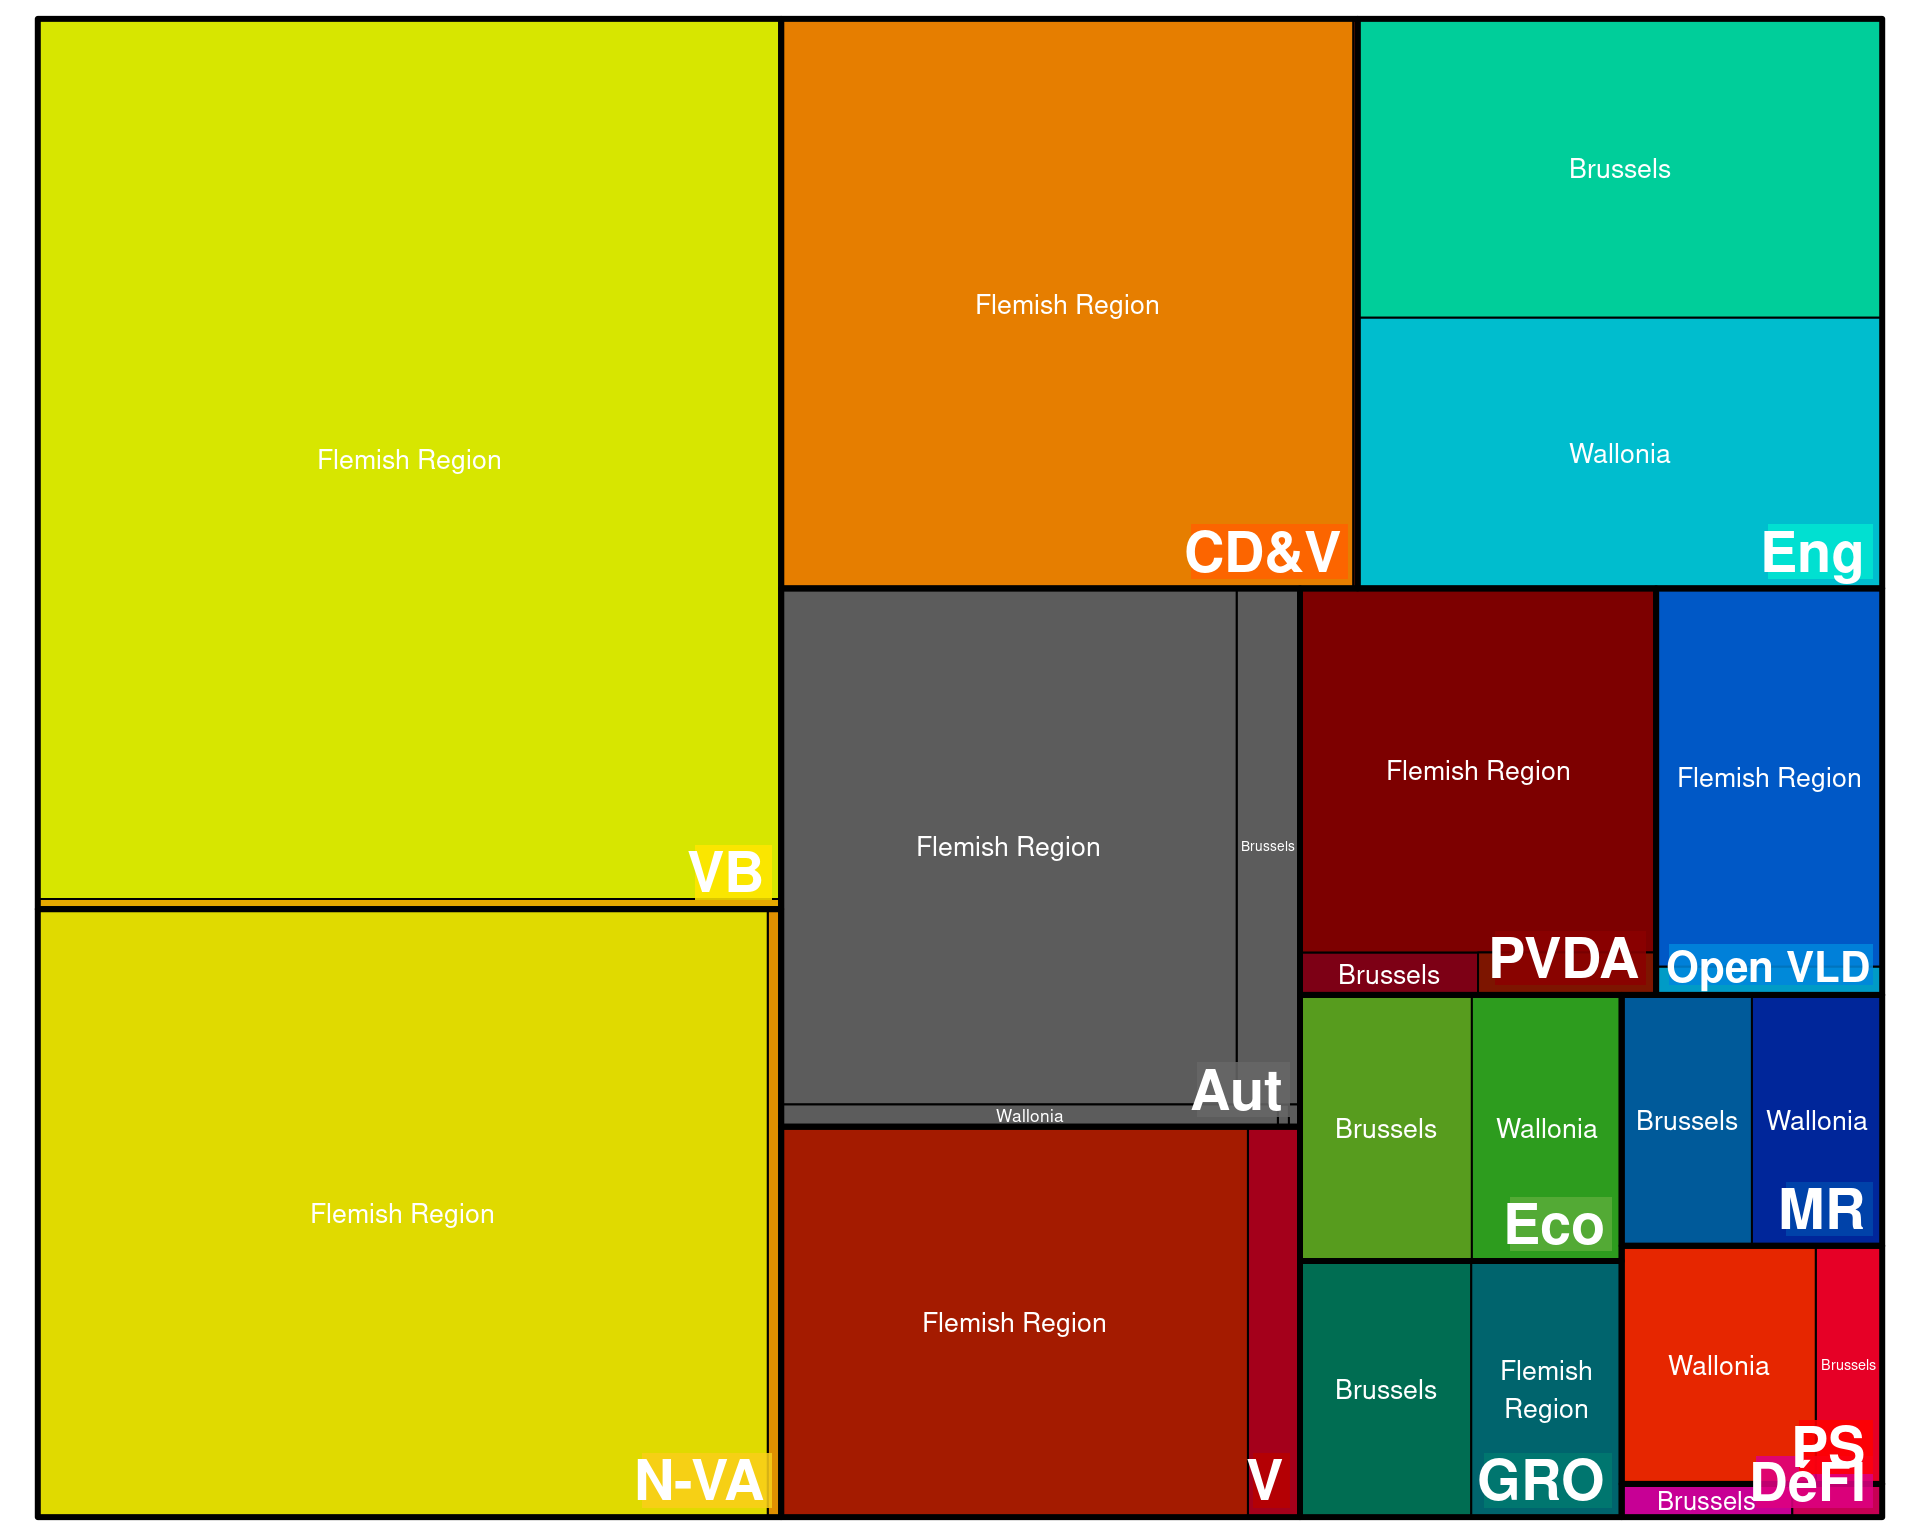 Flemish Region
VB
Flemish Region
N-VA
Flemish Region
CD&V
Brussels
Wallonia
Eng
Flemish Region
Brussels
Wallonia
Aut
Flemish Region
V
Flemish Region
Brussels
PVDA
Flemish Region
Open VLD
Brussels
Wallonia
Eco
Brussels
Wallonia
MR
Brussels
Flemish
Region
GRO
Wallonia
Brussels
PS
Brussels
DéFI